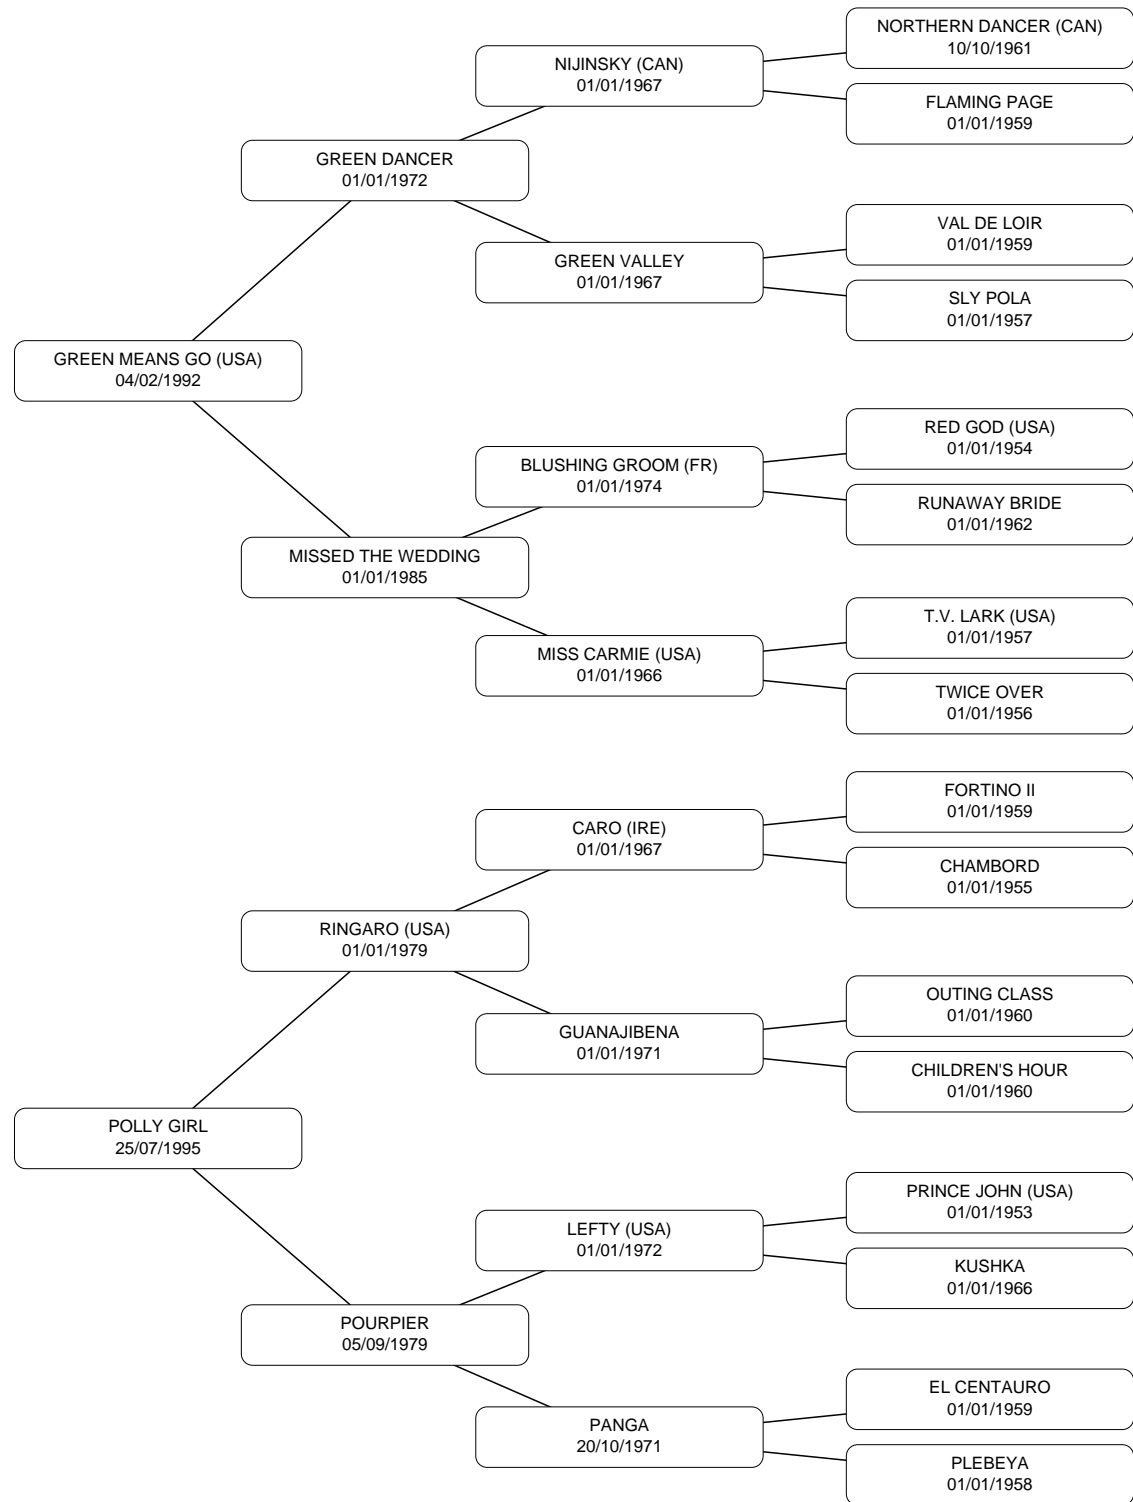 NORTHERN DANCER (CAN)
10/10/1961
NIJINSKY (CAN)
01/01/1967
FLAMING PAGE
01/01/1959
GREEN DANCER
01/01/1972
VAL DE LOIR
01/01/1959
GREEN VALLEY
01/01/1967
SLY POLA
01/01/1957
GREEN MEANS GO (USA)
04/02/1992
RED GOD (USA)
01/01/1954
BLUSHING GROOM (FR)
01/01/1974
RUNAWAY BRIDE
01/01/1962
MISSED THE WEDDING
01/01/1985
T.V. LARK (USA)
01/01/1957
MISS CARMIE (USA)
01/01/1966
TWICE OVER
01/01/1956
FORTINO II
01/01/1959
CARO (IRE)
01/01/1967
CHAMBORD
01/01/1955
RINGARO (USA)
01/01/1979
OUTING CLASS
01/01/1960
GUANAJIBENA
01/01/1971
CHILDREN'S HOUR
01/01/1960
POLLY GIRL
25/07/1995
PRINCE JOHN (USA)
01/01/1953
LEFTY (USA)
01/01/1972
KUSHKA
01/01/1966
POURPIER
05/09/1979
EL CENTAURO
01/01/1959
PANGA
20/10/1971
PLEBEYA
01/01/1958